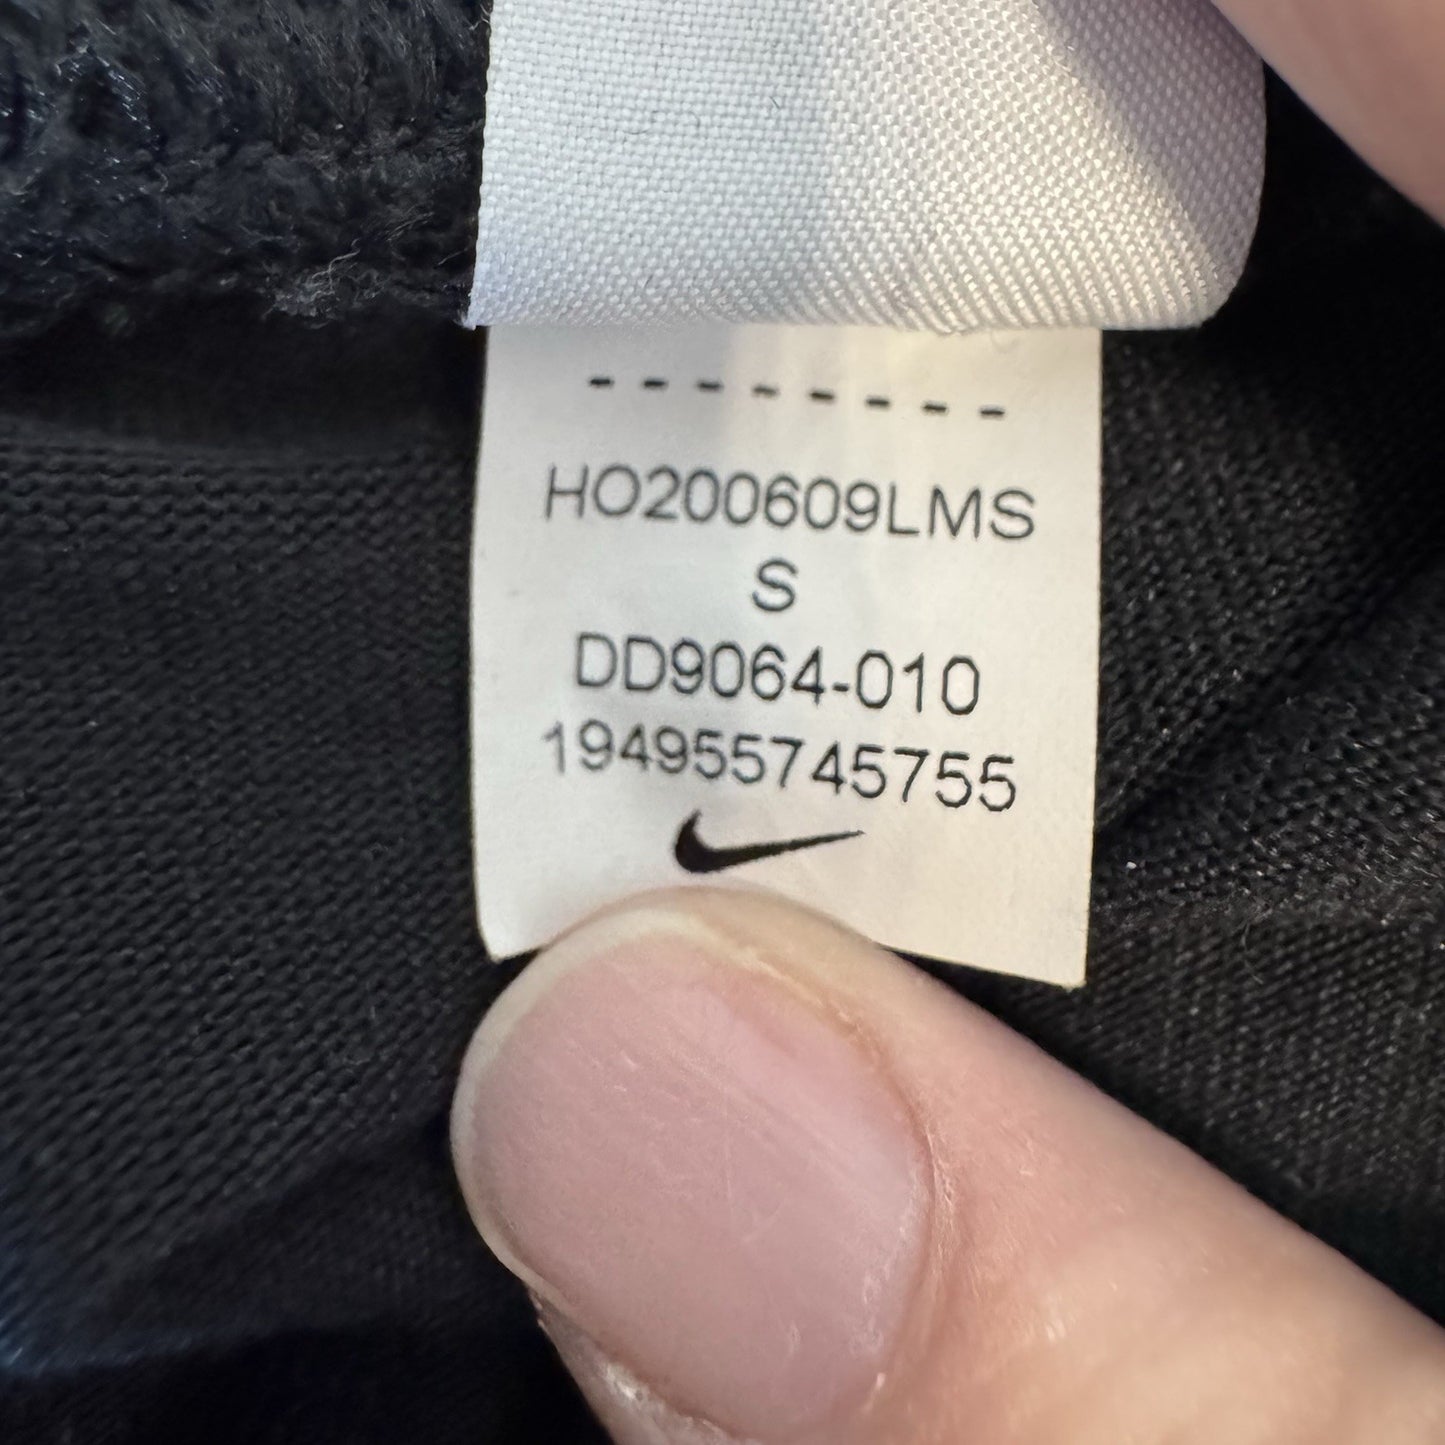 --------
HO200609LMS
S
DD9064-010
194955745755